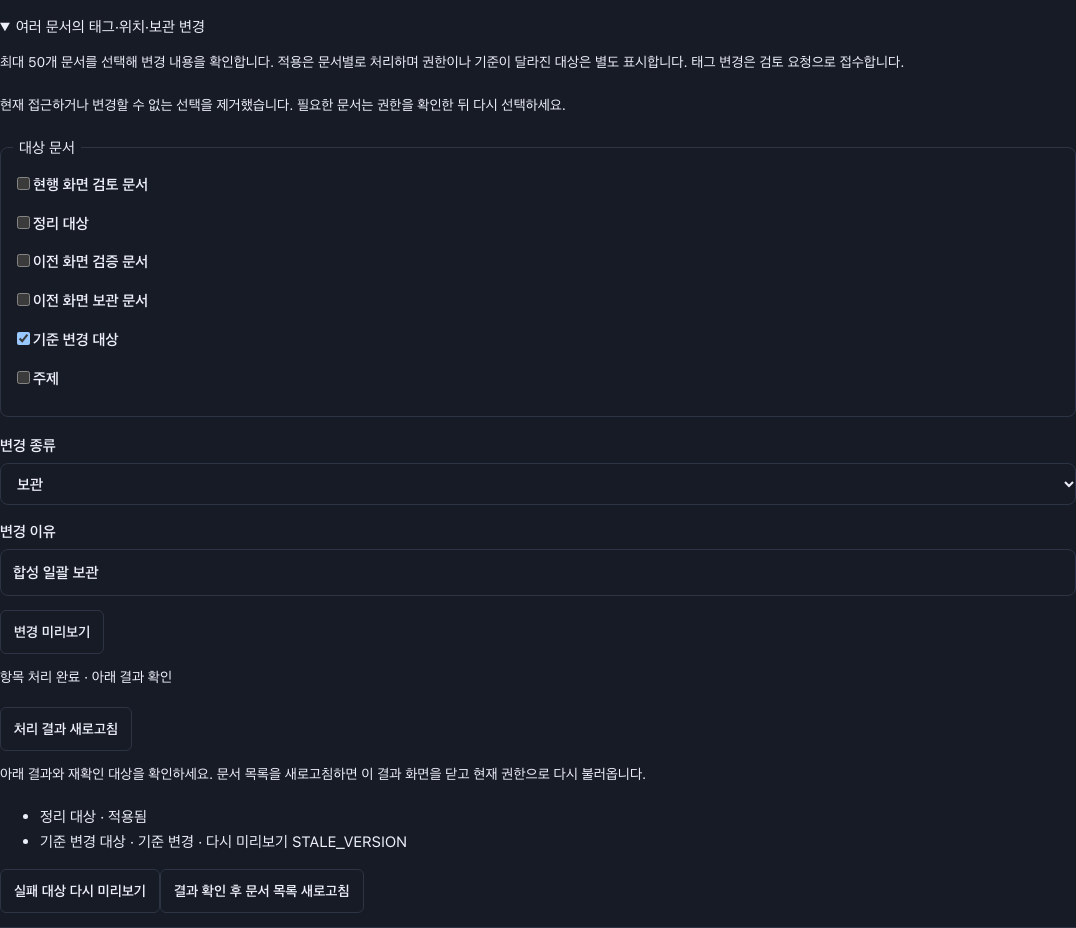 여러 문서의 태그·위치·보관 변경
최대 50개 문서를 선택해 변경 내용을 확인합니다. 적용은 문서별로 처리하며 권한이나 기준이 달라진 대상은 별도 표시합니다. 태그 변경은 검토 요청으로 접수합니다.
현재 접근하거나 변경할 수 없는 선택을 제거했습니다. 필요한 문서는 권한을 확인한 뒤 다시 선택하세요.
대상 문서
현행 화면 검토 문서
정리 대상
이전 화면 검증 문서
이전 화면 보관 문서
기준 변경 대상
주제
변경 종류
보관
변경 이유
합성 일괄 보관
변경 미리보기
항목 처리 완료 · 아래 결과 확인
처리 결과 새로고침
아래 결과와 재확인 대상을 확인하세요. 문서 목록을 새로고침하면 이 결과 화면을 닫고 현재 권한으로 다시 불러옵니다.
정리 대상 · 적용됨
기준 변경 대상 · 기준 변경 · 다시 미리보기 STALE_VERSION
실패 대상 다시 미리보기 결과 확인 후 문서 목록 새로고침